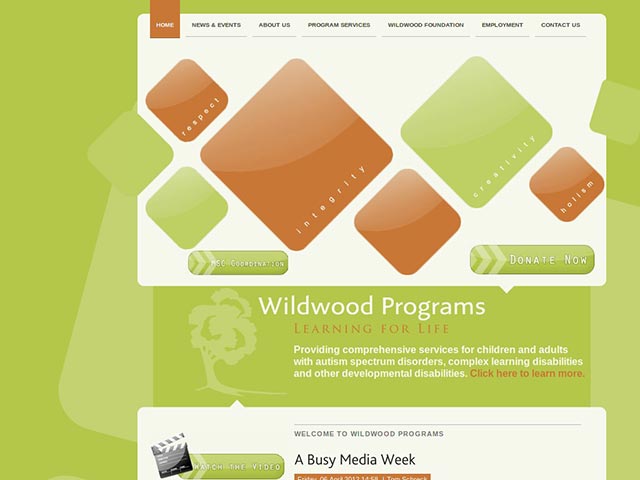 HOME NEWS & EVENTS ABOUT US PROGRAM SERVICES WILDWOOD FOUNDATION EMPLOYMENT CONTACT US
respect
integrity
creativity
holism
MSC Coordination
Donate Now
Wildwood Programs
Learning for Life
Providing comprehensive services for children and adults
with autism spectrum disorders, complex learning disabilities
and other developmental disabilities. Click here to learn more.
WELCOME TO WILDWOOD PROGRAMS
A Busy Media Week
Watch the Video
Friday, 06 April 2012 14:58 | Tom Schreck